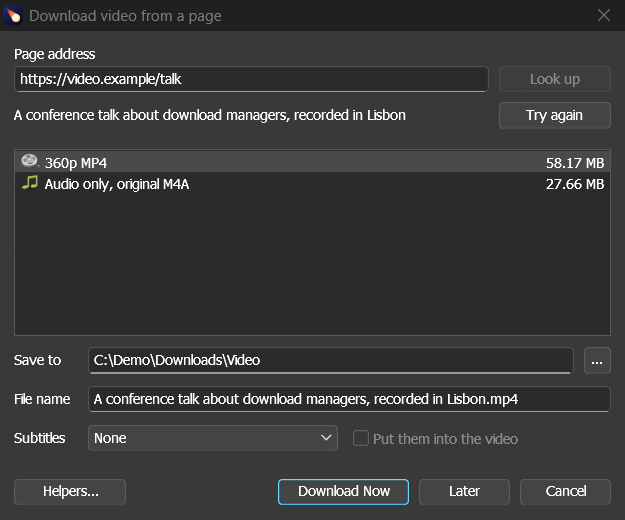 Download video from a page
Page address
https://video.example/talk Look up
A conference talk about download managers, recorded in Lisbon Try again
360p MP4 58.17 MB
Audio only, original M4A 27.66 MB
Save to C:\Demo\Downloads\Video ...
File name A conference talk about download managers, recorded in Lisbon.mp4
Subtitles None Put them into the video
Helpers... Download Now Later Cancel